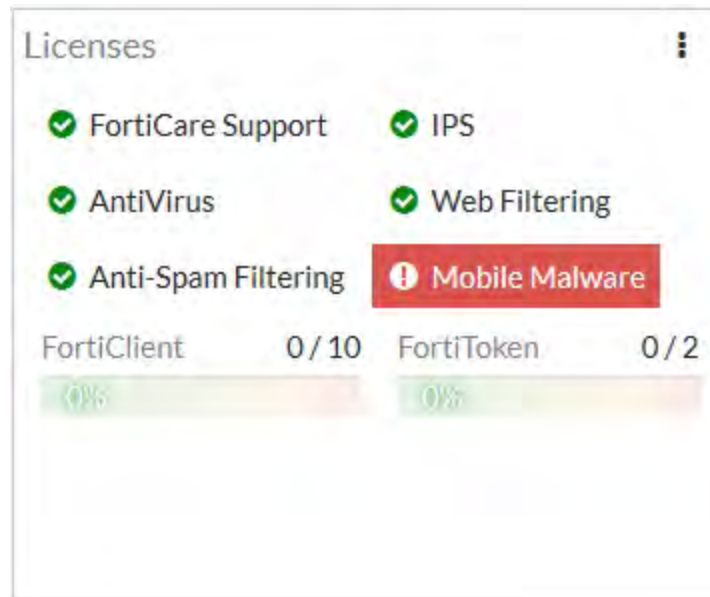 Licenses
FortiCare Support IPS
AntiVirus Web Filtering
Anti-Spam Filtering Mobile Malware
FortiClient 0 / 10 FortiToken 0 / 2
0% 0%